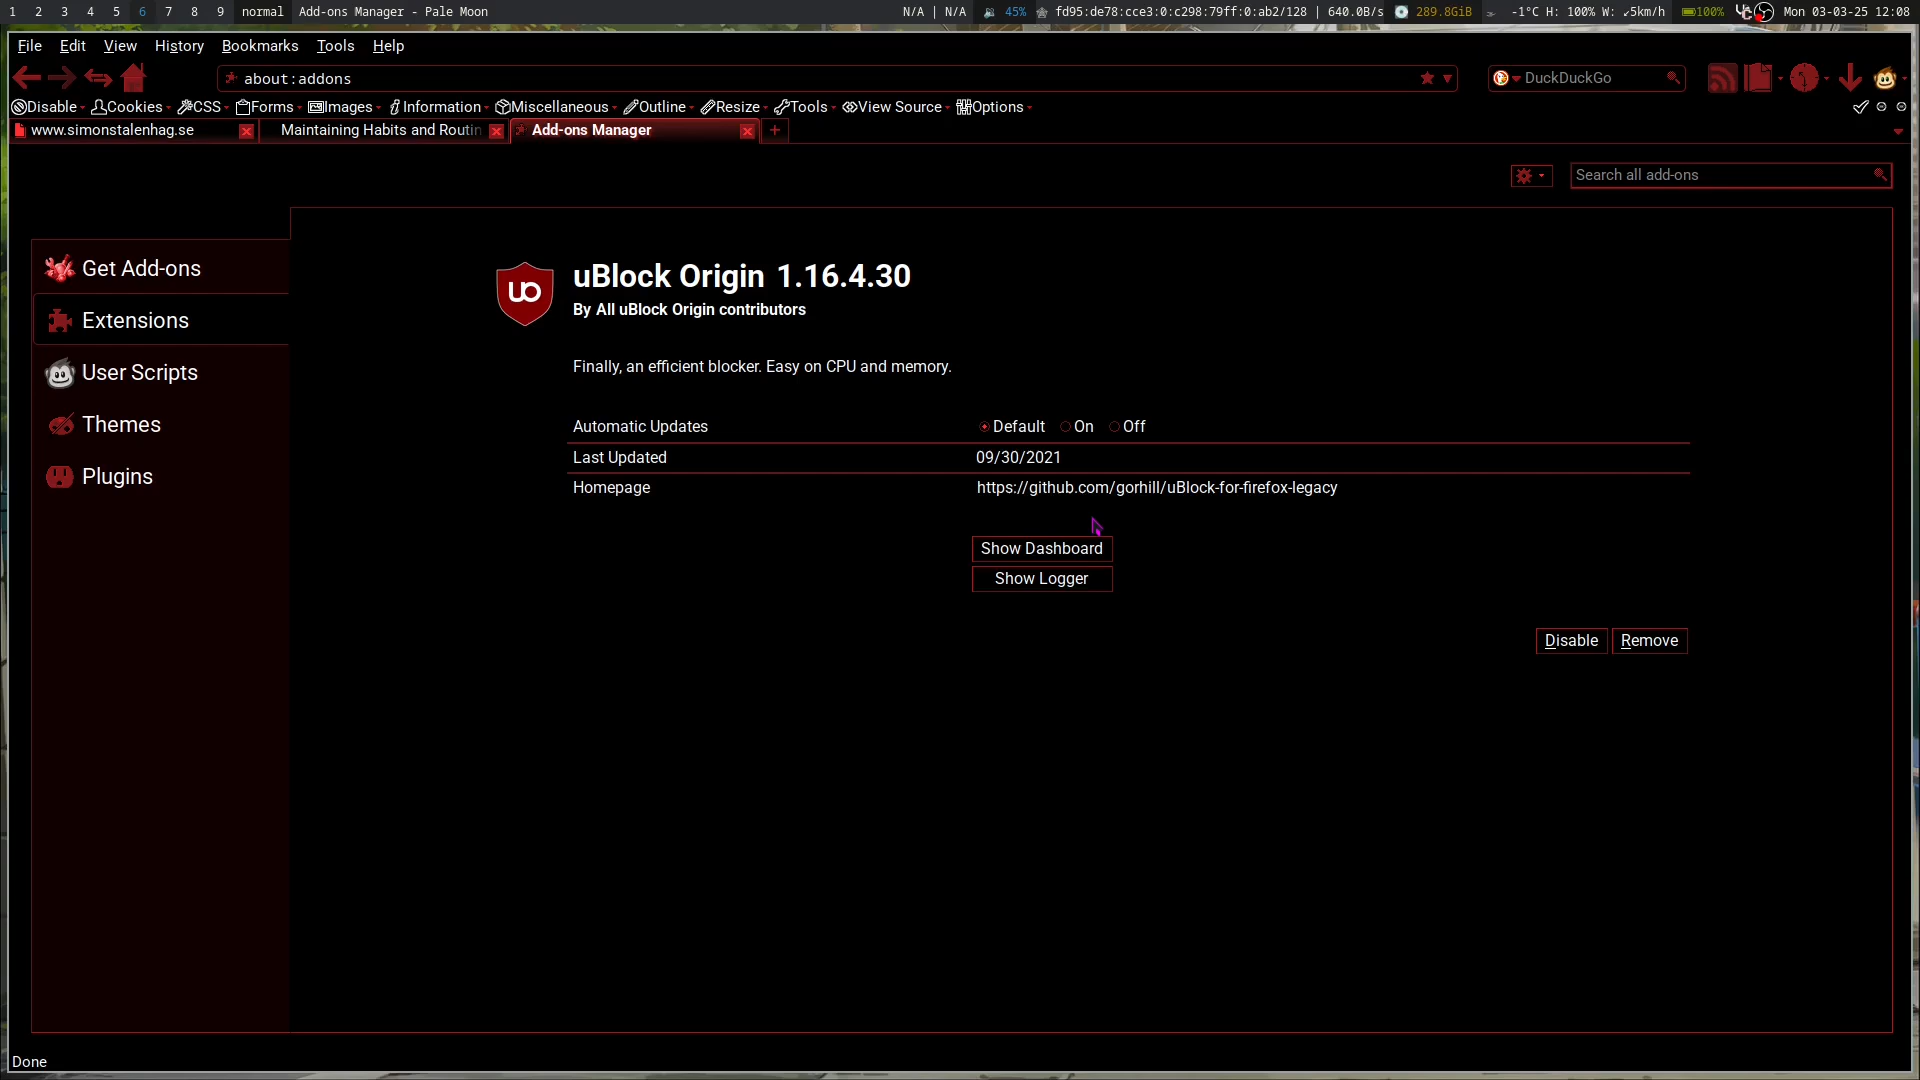 1 2 3 4 5 6 7 8 9 normal Add-ons Manager - Pale Moon N/A | N/A 45% fd95:de78:cce3:0:c298:79ff:0:ab2/128 | 640.0B/s 289.8GiB -1°C H: 100% W: ↙5km/h 100% Mon 03-03-25 12:08
File Edit View History Bookmarks Tools Help
about:addons DuckDuckGo
Disable Cookies CSS Forms Images Information Miscellaneous Outline Resize Tools View Source Options
www.simonstalenhag.se Maintaining Habits and Routin Add-ons Manager
Search all add-ons
Get Add-ons
Extensions
User Scripts
Themes
Plugins
uo
uBlock Origin 1.16.4.30
By All uBlock Origin contributors
Finally, an efficient blocker. Easy on CPU and memory.
Automatic Updates Default On Off
Last Updated 09/30/2021
Homepage https://github.com/gorhill/uBlock-for-firefox-legacy
Show Dashboard
Show Logger
Disable Remove
Done